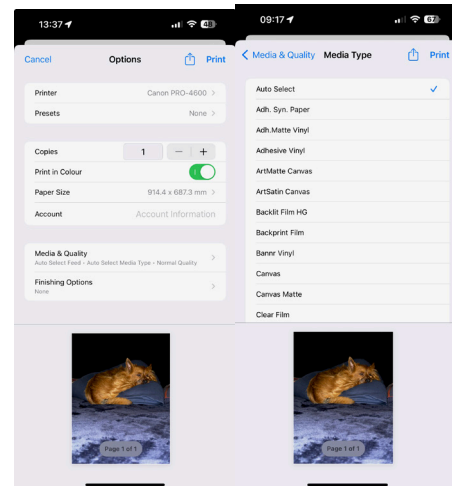 13:37
48
Cancel
Options
Print
Printer
Canon PRO-4600
Presets
None
Copies
1
Print in Colour
Paper Size
914.4 x 687.3 mm
Account
Account Information
Media & Quality
Auto Select Feed • Auto Select Media Type • Normal Quality
Finishing Options
None
Page 1 of 1
09:17
67
Media & Quality
Media Type
Print
Auto Select
Adh. Syn. Paper
Adh.Matte Vinyl
Adhesive Vinyl
ArtMatte Canvas
ArtSatin Canvas
Backlit Film HG
Backprint Film
Bannr Vinyl
Canvas
Canvas Matte
Clear Film
Page 1 of 1